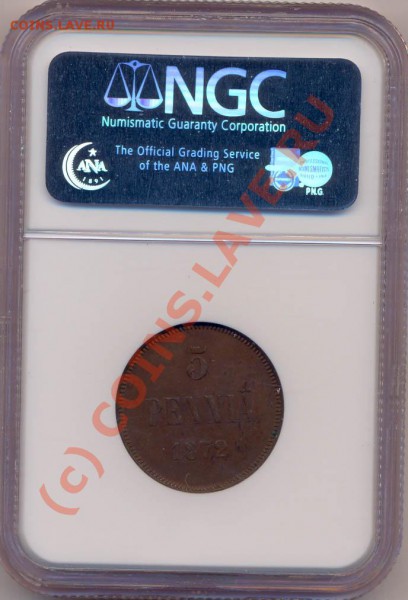 COINS.LAVE.RU
NGC
Numismatic Guaranty Corporation
The Official Grading Service
of the ANA & PNG
ANA
1891
PNG
5
PENNIÄ
1872
(c) COINS.LAVE.RU